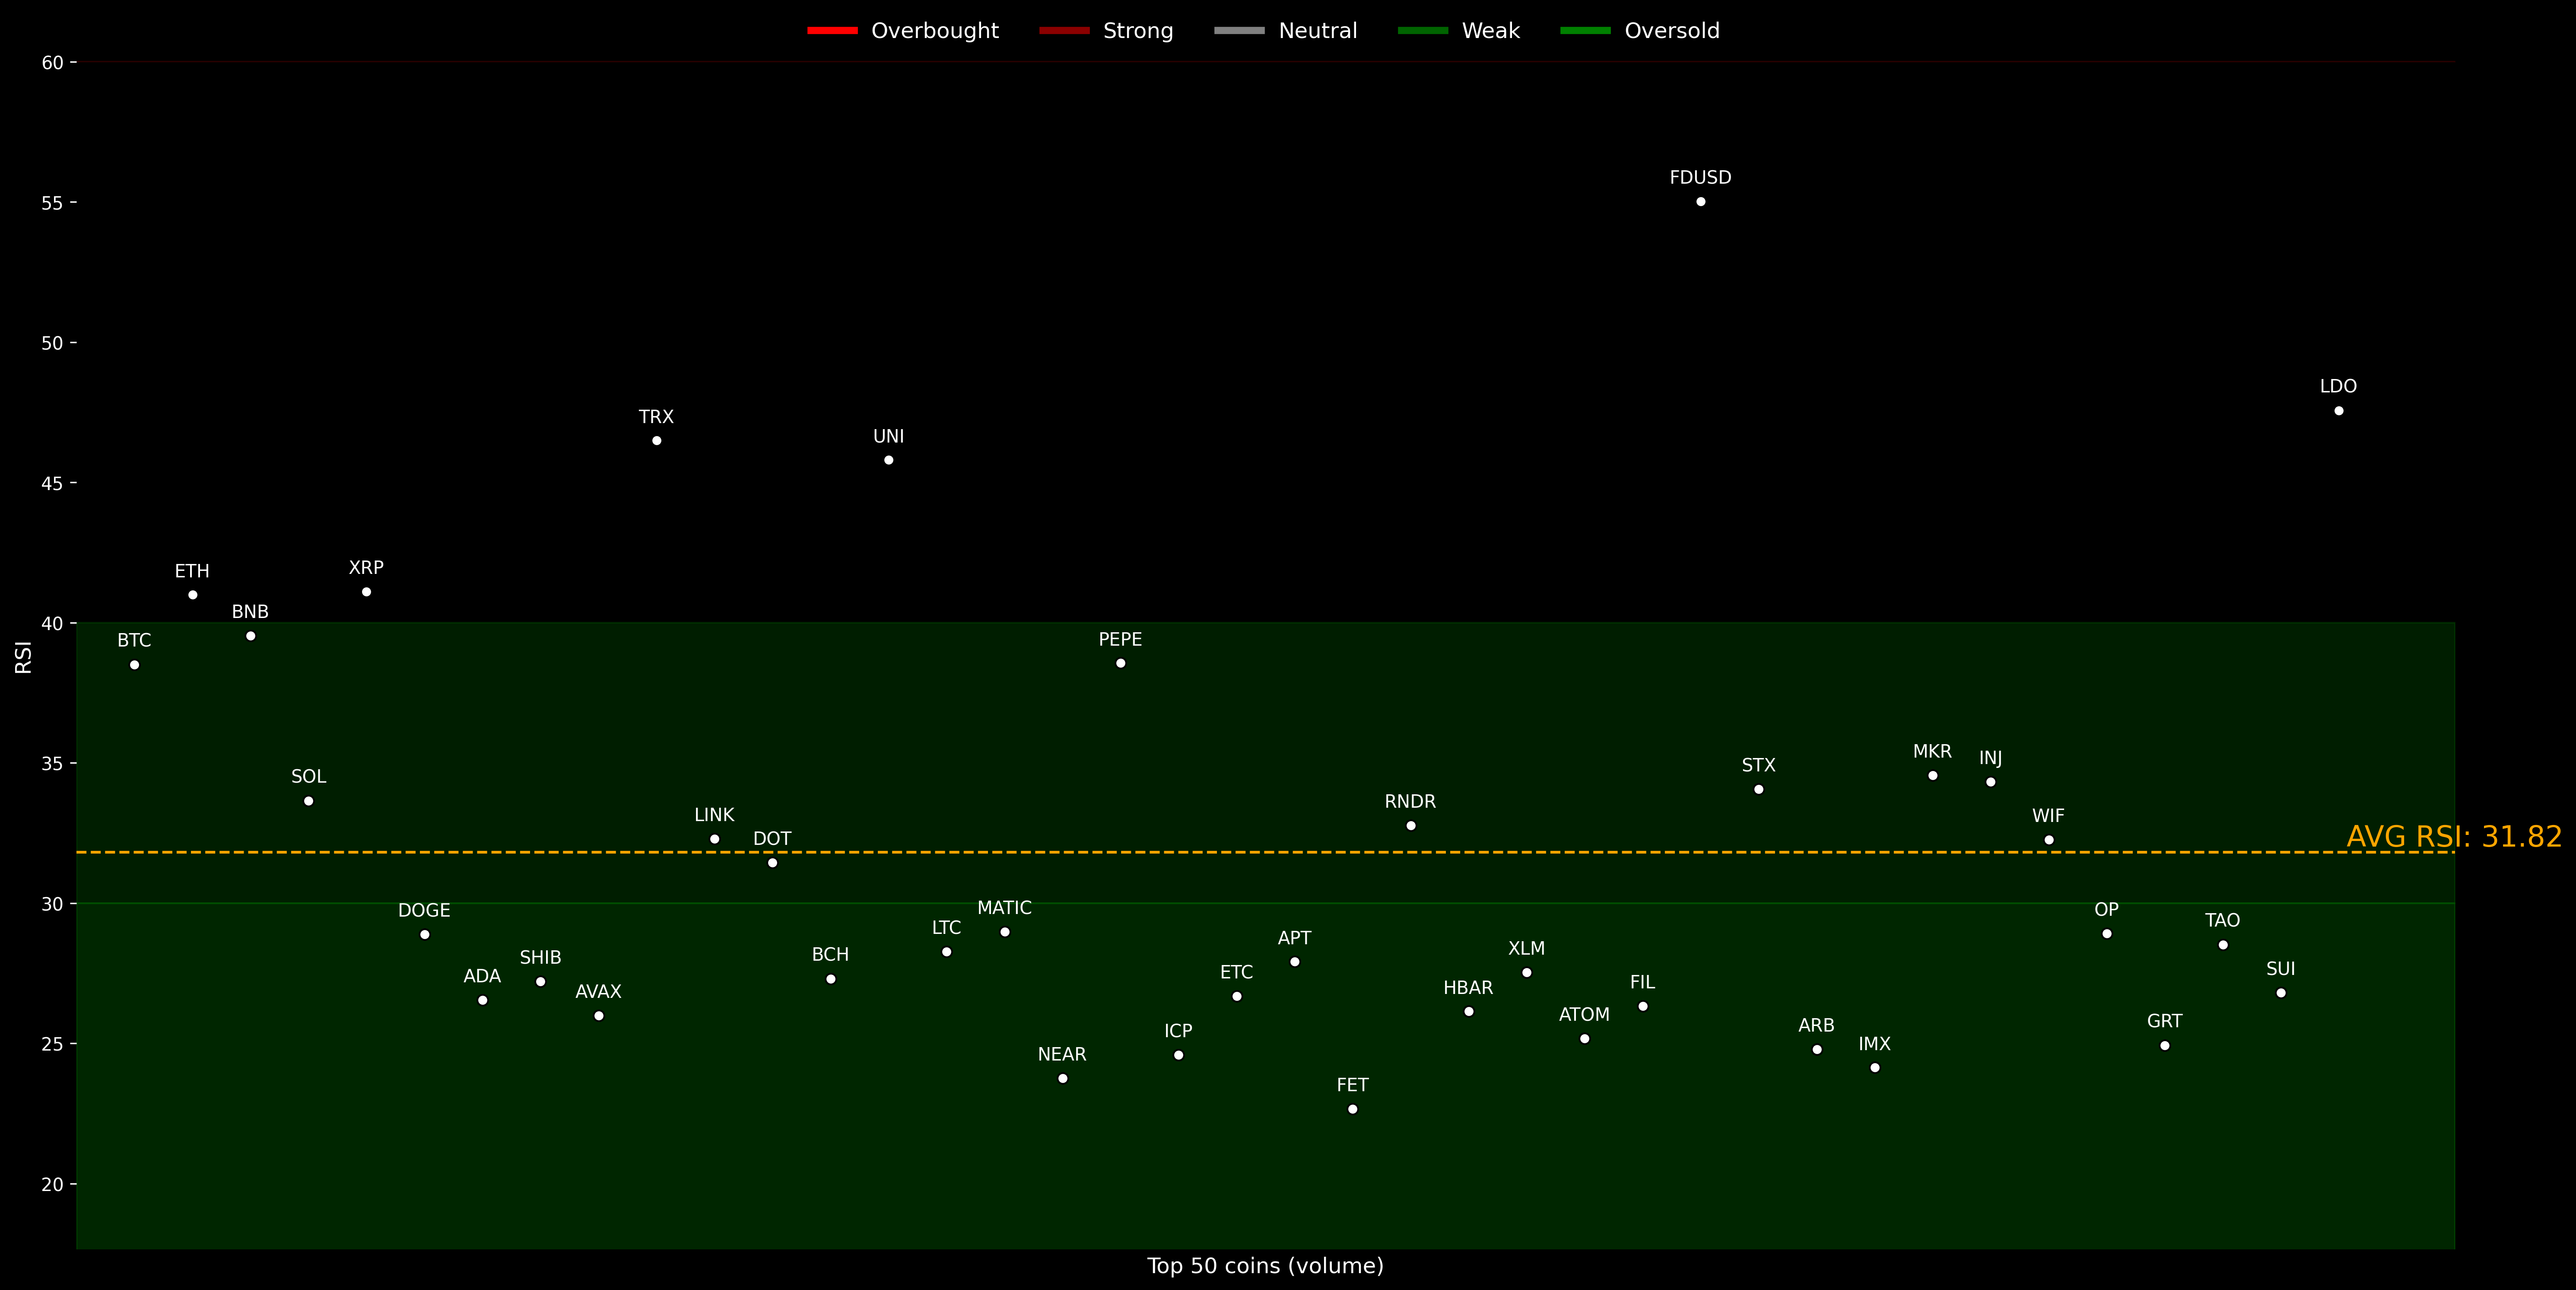 Overbought Strong Neutral Weak Oversold
60
FDUSD
55
50
LDO
TRX
UNI
45
XRP
ETH
BNB
40
BTC
PEPE
RSI
MKR
INJ
STX
35
SOL
RNDR
LINK
WIF
DOT
AVG RSI: 31.82
30
MATIC
OP
DOGE
TAO
LTC
APT
XLM
BCH
SHIB
SUI
ETC
ADA
FIL
HBAR
AVAX
ATOM
GRT
ARB
ICP
IMX
25
NEAR
FET
20
Top 50 coins (volume)